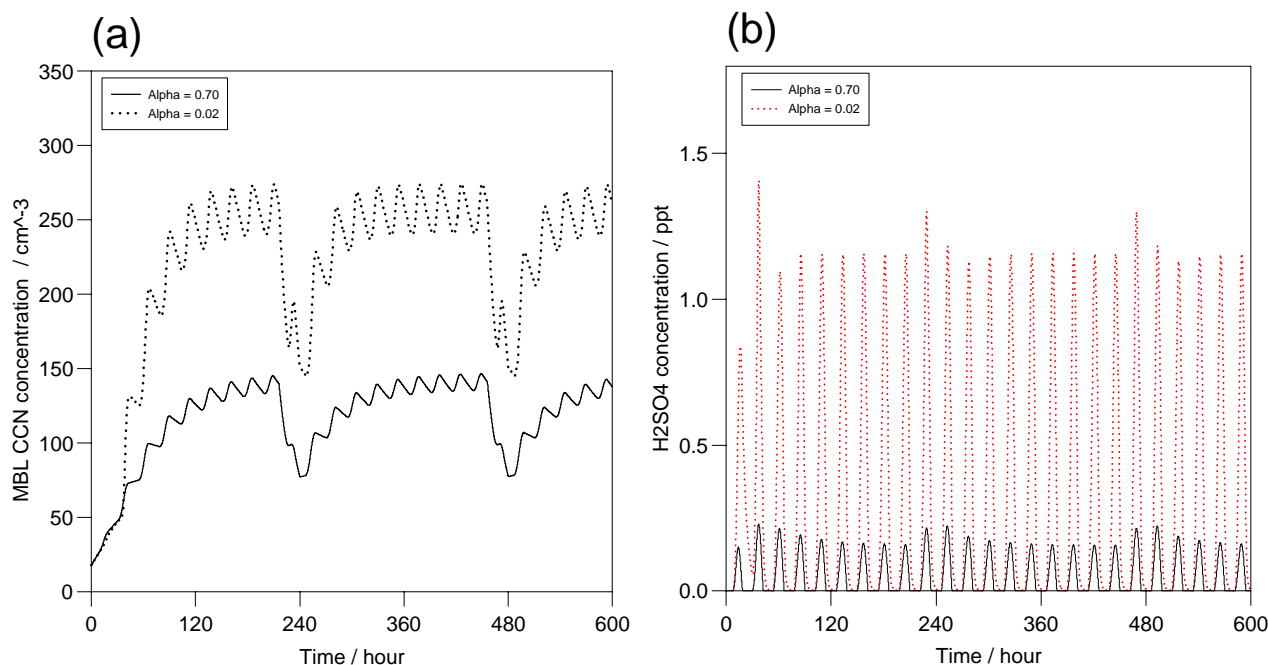 (a)
350
300
250
200
150
100
50
0
MBL CCN concentration / cm^-3
Alpha = 0.70
Alpha = 0.02
0 120 240 360 480 600
Time / hour
(b)
1.5
1.0
0.5
0.0
H2SO4 concentration / ppt
Alpha = 0.70
Alpha = 0.02
0 120 240 360 480 600
Time / hour